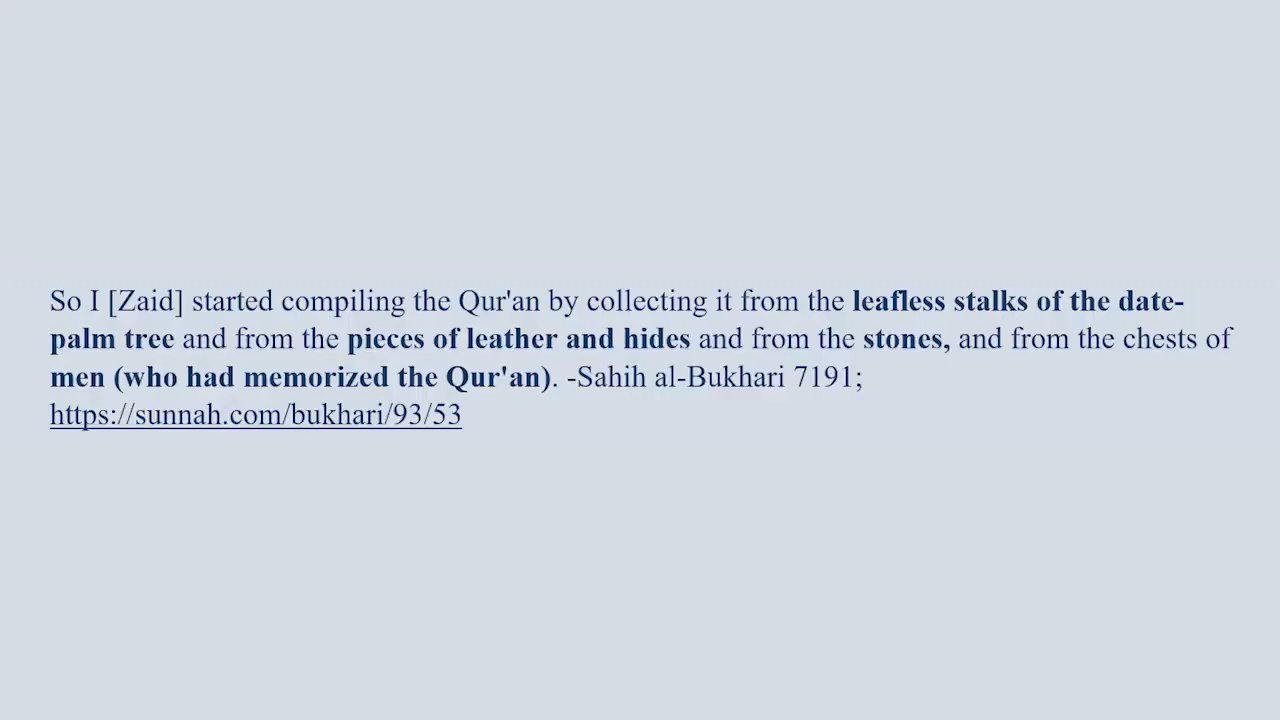 So I [Zaid] started compiling the Qur'an by collecting it from the leafless stalks of the date-
palm tree and from the pieces of leather and hides and from the stones, and from the chests of
men (who had memorized the Qur'an). -Sahih al-Bukhari 7191;
https://sunnah.com/bukhari/93/53